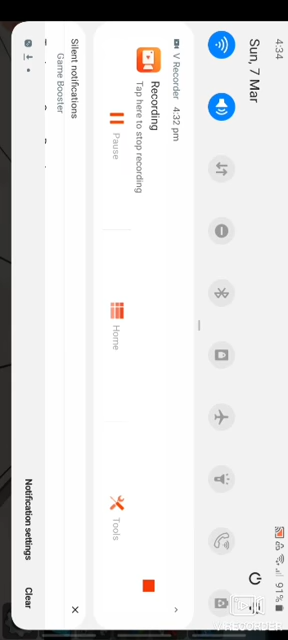 4:34
91%
Sun, 7 Mar
V Recorder 4:32 pm
Recording
Tap here to stop recording
Pause
Home
Tools
Silent notifications
Game Booster
Notification settings
Clear